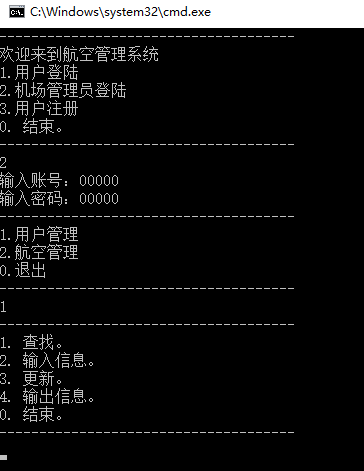 C:\Windows\system32\cmd.exe
-----------------------------------
欢迎来到航空管理系统
1.用户登陆
2.机场管理员登陆
3.用户注册
0. 结束。
-----------------------------------
2
输入账号：00000
输入密码：00000
-----------------------------------
1.用户管理
2.航空管理
0.退出
-----------------------------------
1
-----------------------------------
1. 查找。
2. 输入信息。
3. 更新。
4. 输出信息。
0. 结束。
-----------------------------------